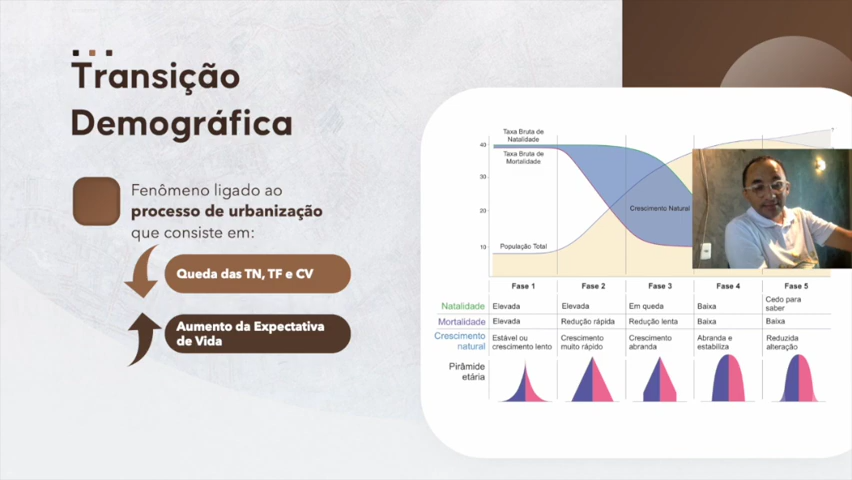 Transição
Demográfica
Fenômeno ligado ao
processo de urbanização
que consiste em:
Queda das TN, TF e CV
Aumento da Expectativa
de Vida
Taxa Bruta de
Natalidade
Taxa Bruta de
Mortalidade
40
30
20
10
Crescimento Natural
População Total
Fase 1 Fase 2 Fase 3 Fase 4 Fase 5
Natalidade Elevada Elevada Em queda Baixa Cedo para
saber
Mortalidade Elevada Redução rápida Redução lenta Baixa Baixa
Crescimento
natural
Estável ou
crescimento lento
Crescimento
muito rápido
Crescimento
abranda
Abranda e
estabiliza
Reduzida
alteração
Pirâmide
etária